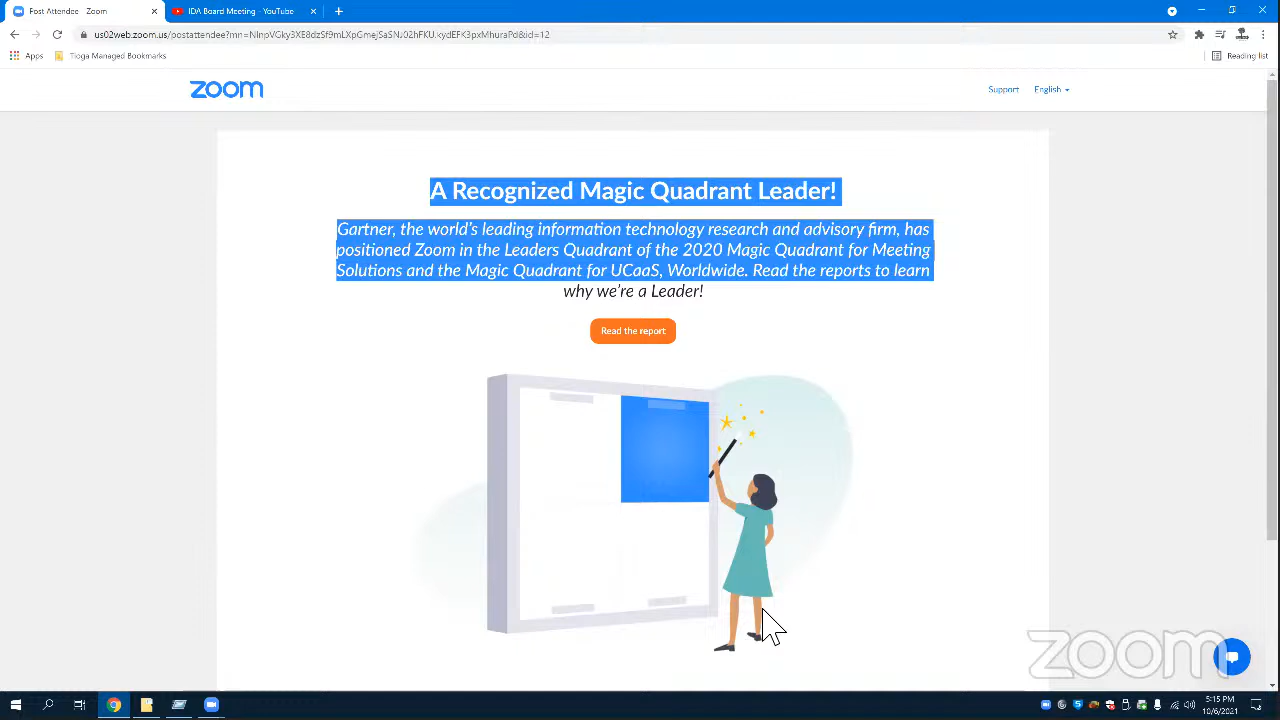 Post Attendee - Zoom
IDA Board Meeting - YouTube
Apps
Tioga Managed Bookmarks
Reading list
zoom
Support
English
A Recognized Magic Quadrant Leader!
Gartner, the world's leading information technology research and advisory firm, has
positioned Zoom in the Leaders Quadrant of the 2020 Magic Quadrant for Meeting
Solutions and the Magic Quadrant for UCaaS, Worldwide. Read the reports to learn
why we're a Leader!
Read the report
zoom
5:15 PM
10/6/2021